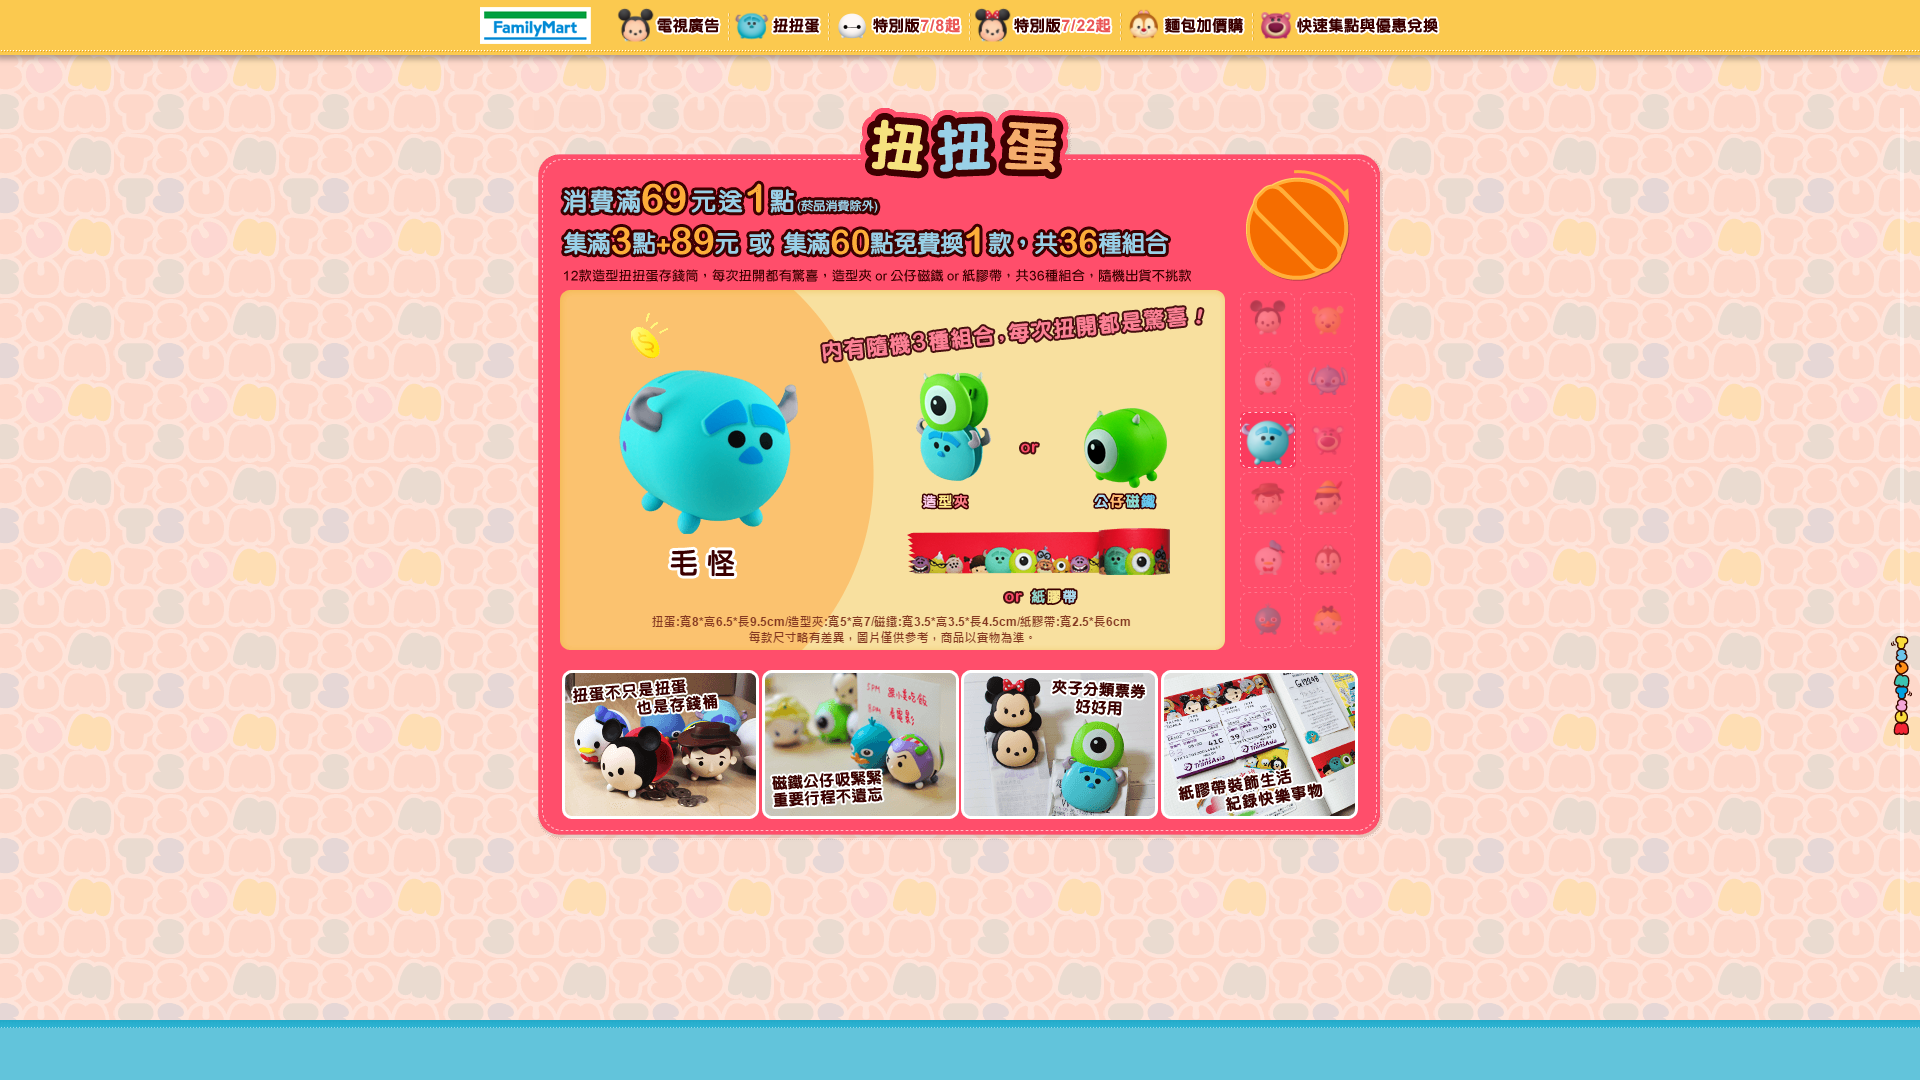 FamilyMart
電視廣告
扭扭蛋
特別版7/8起
特別版7/22起
麵包加價購
快速集點與優惠兌換
扭扭蛋
消費滿69元送1點(菸品消費除外)
集滿3點+89元 或 集滿60點免費換1款，共36種組合
12款造型扭扭蛋存錢筒，每次扭開都有驚喜，造型夾 or 公仔磁鐵 or 紙膠帶，共36種組合，隨機出貨不挑款
內有隨機3種組合，每次扭開都是驚喜！
or
造型夾
公仔磁鐵
毛怪
or 紙膠帶
扭蛋:寬8*高6.5*長9.5cm/造型夾:寬5*高7/磁鐵:寬3.5*高3.5*長4.5cm/紙膠帶:寬2.5*長6cm
每款尺寸略有差異，圖片僅供參考，商品以實物為準。
扭蛋不只是扭蛋
也是存錢桶
磁鐵公仔吸緊緊
重要行程不遺忘
夾子分類票券
好好用
41C
39
29D
TransAsia
TransAsia
紙膠帶裝飾生活
紀錄快樂事物